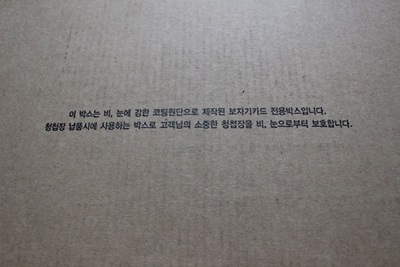 이 박스는 비, 눈에 강한 코팅원단으로 제작된 보자기카드 전용박스입니다.
청첩장 납품시에 사용하는 박스로 고객님의 소중한 청첩장을 비, 눈으로부터 보호합니다.